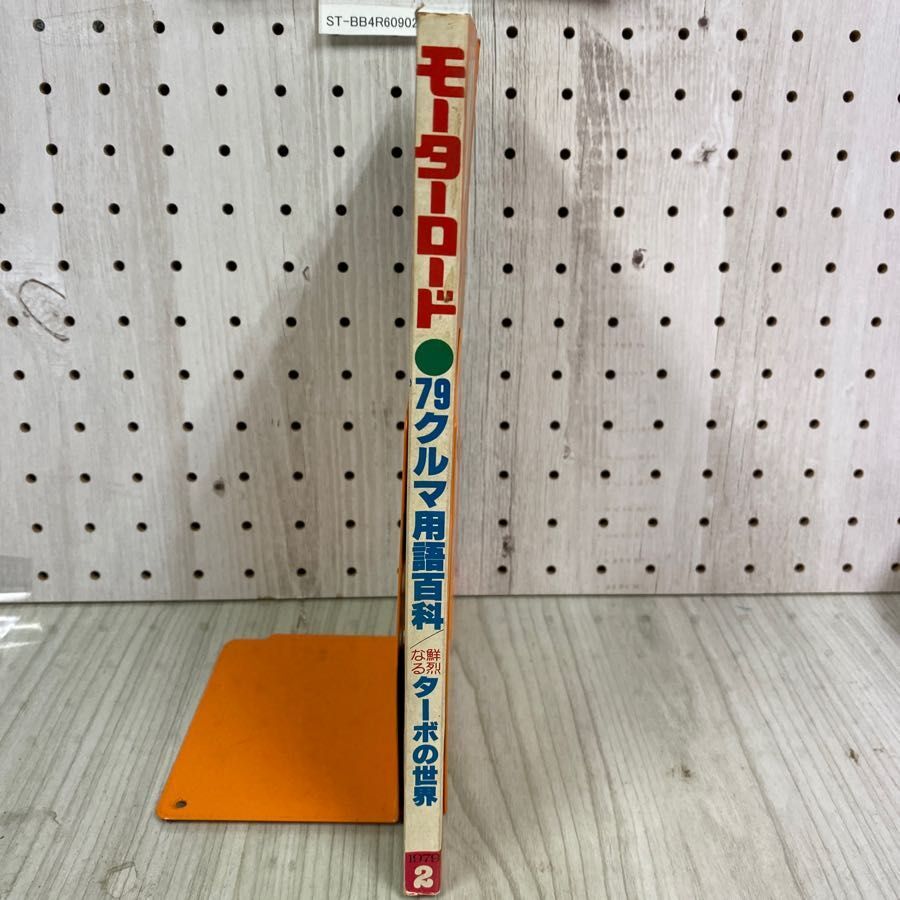 ST-BB4R60902
モーターロード
●'79クルマ用語百科/
鮮烈
なる
ターボの世界
1979
2